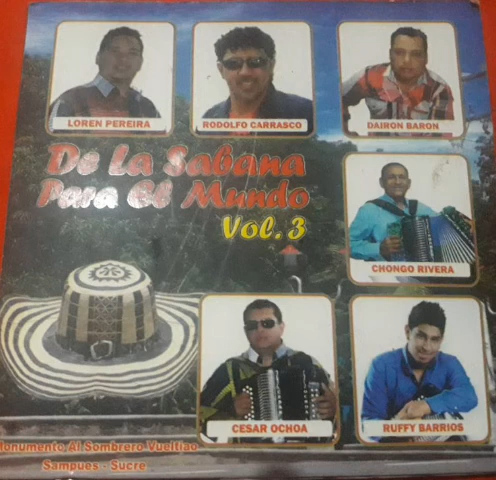 LOREN PEREIRA
RODOLFO CARRASCO
DAIRON BARON
De La Sabana
Para El Mundo
Vol. 3
CHONGO RIVERA
CESAR OCHOA
RUFFY BARRIOS
Monumento Al Sombrero Vueltiao
Sampues - Sucre